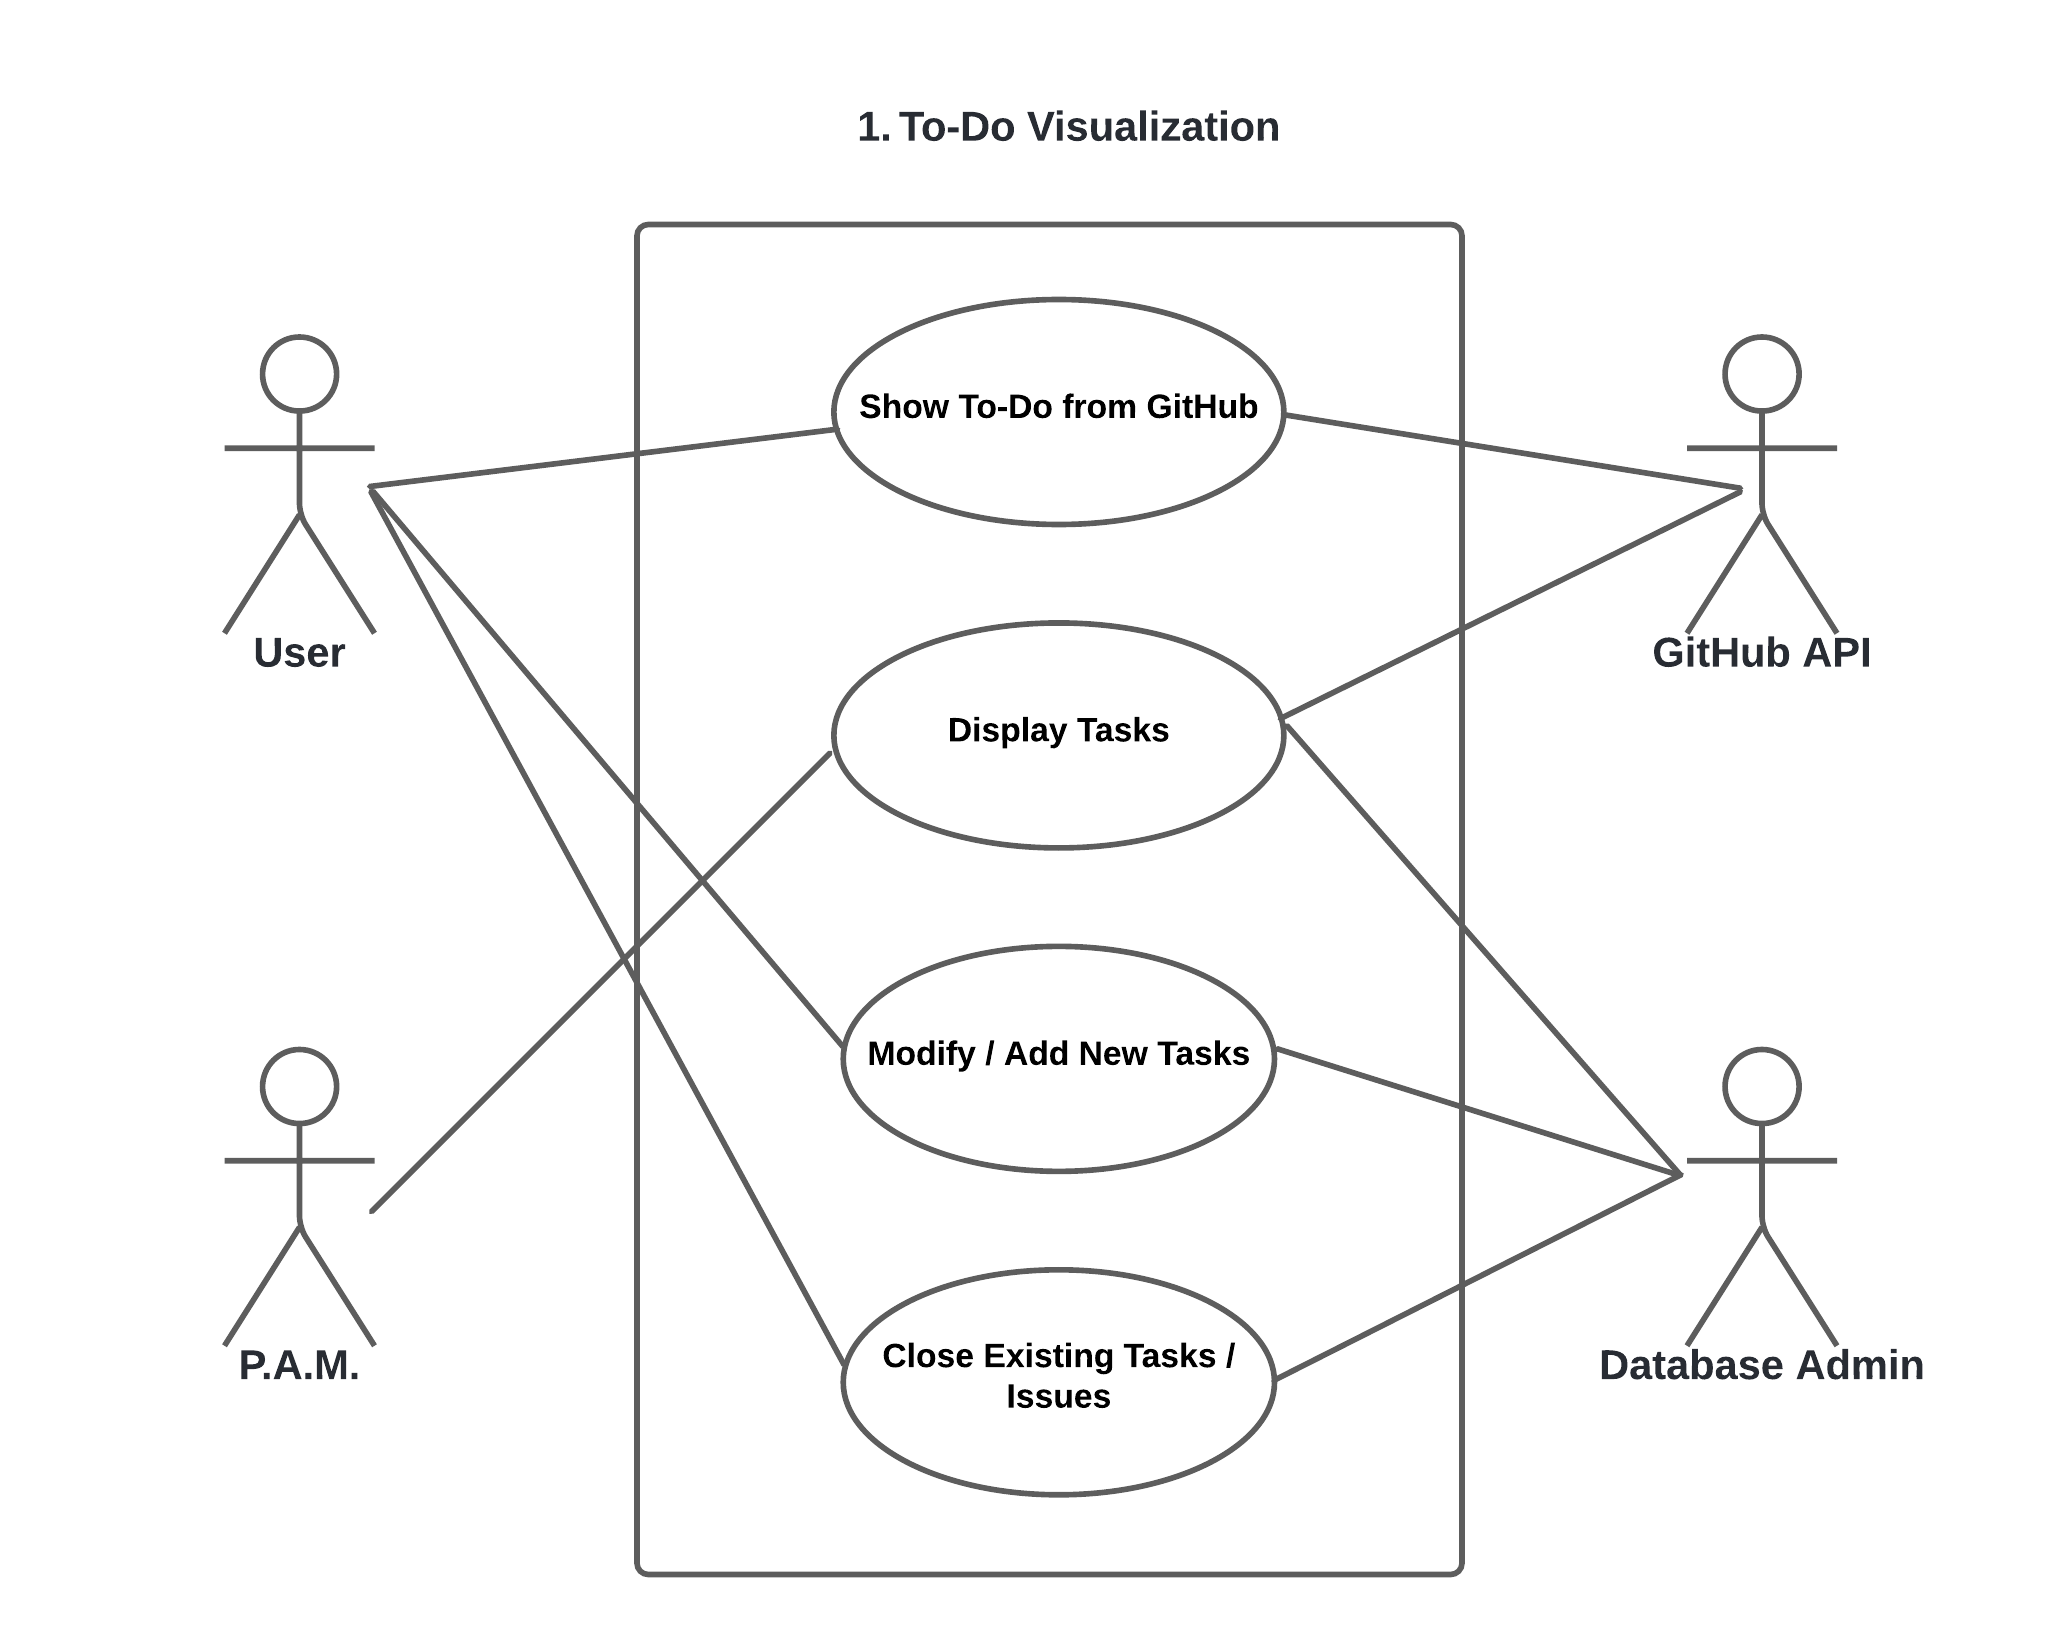 1. To-Do Visualization
Show To-Do from GitHub
User
GitHub API
Display Tasks
Modify / Add New Tasks
P.A.M.
Close Existing Tasks /
Issues
Database Admin